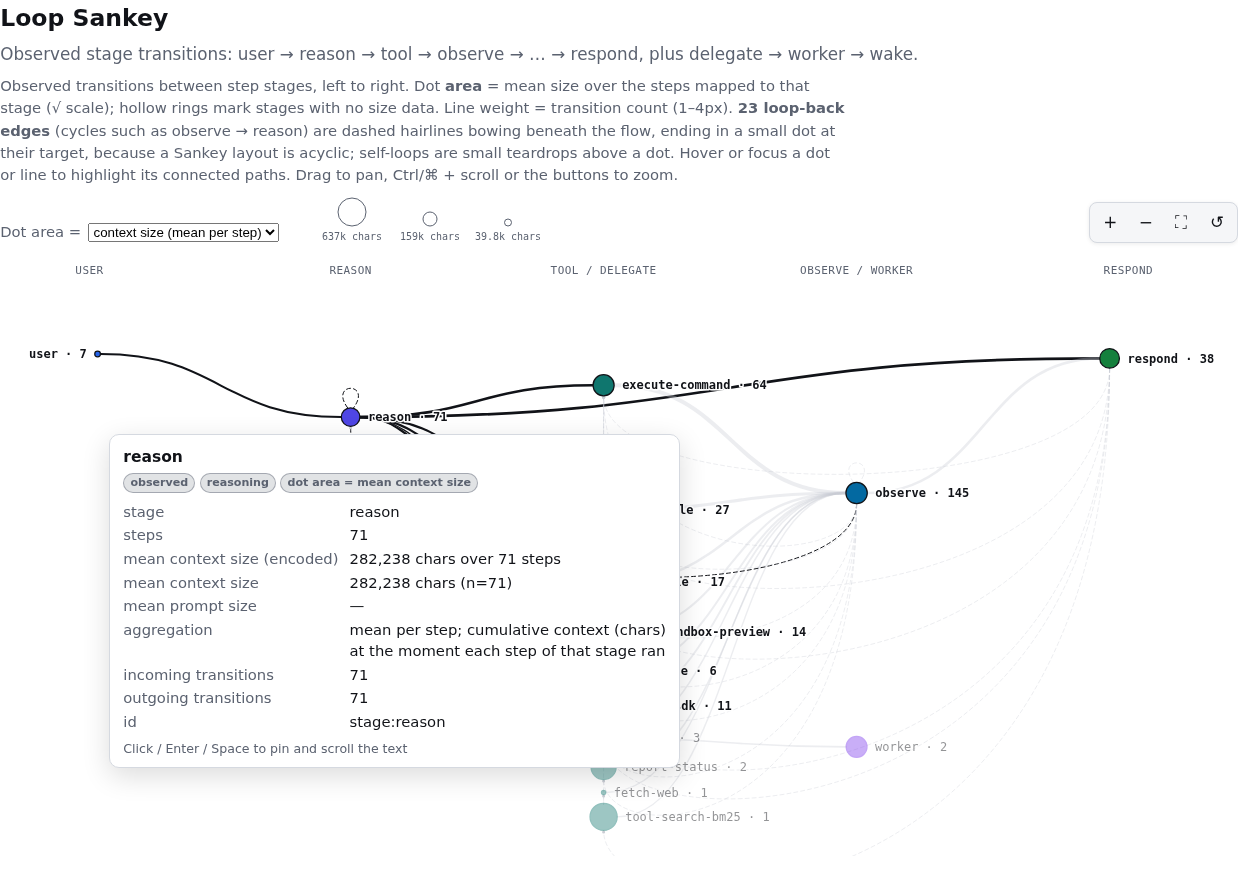 Loop Sankey
Observed stage transitions: user → reason → tool → observe → … → respond, plus delegate → worker → wake.
Observed transitions between step stages, left to right. Dot area = mean size over the steps mapped to that
stage (√ scale); hollow rings mark stages with no size data. Line weight = transition count (1–4px). 23 loop-back
edges (cycles such as observe → reason) are dashed hairlines bowing beneath the flow, ending in a small dot at
their target, because a Sankey layout is acyclic; self-loops are small teardrops above a dot. Hover or focus a dot
or line to highlight its connected paths. Drag to pan, Ctrl/⌘ + scroll or the buttons to zoom.
Dot area = context size (mean per step)
637k chars 159k chars 39.8k chars
+ − ⛶ ↺
USER REASON TOOL / DELEGATE OBSERVE / WORKER RESPOND
user · 7
respond · 38
execute-command · 64
reason · 71
reason
observed reasoning dot area = mean context size
stage reason
steps 71
mean context size (encoded) 282,238 chars over 71 steps
mean context size 282,238 chars (n=71)
mean prompt size —
aggregation mean per step; cumulative context (chars)
at the moment each step of that stage ran
incoming transitions 71
outgoing transitions 71
id stage:reason
Click / Enter / Space to pin and scroll the text
observe · 145
le · 27
· 17
ndbox-preview · 14
e · 6
dk · 11
· 3
worker · 2
report-status · 2
fetch-web · 1
tool-search-bm25 · 1